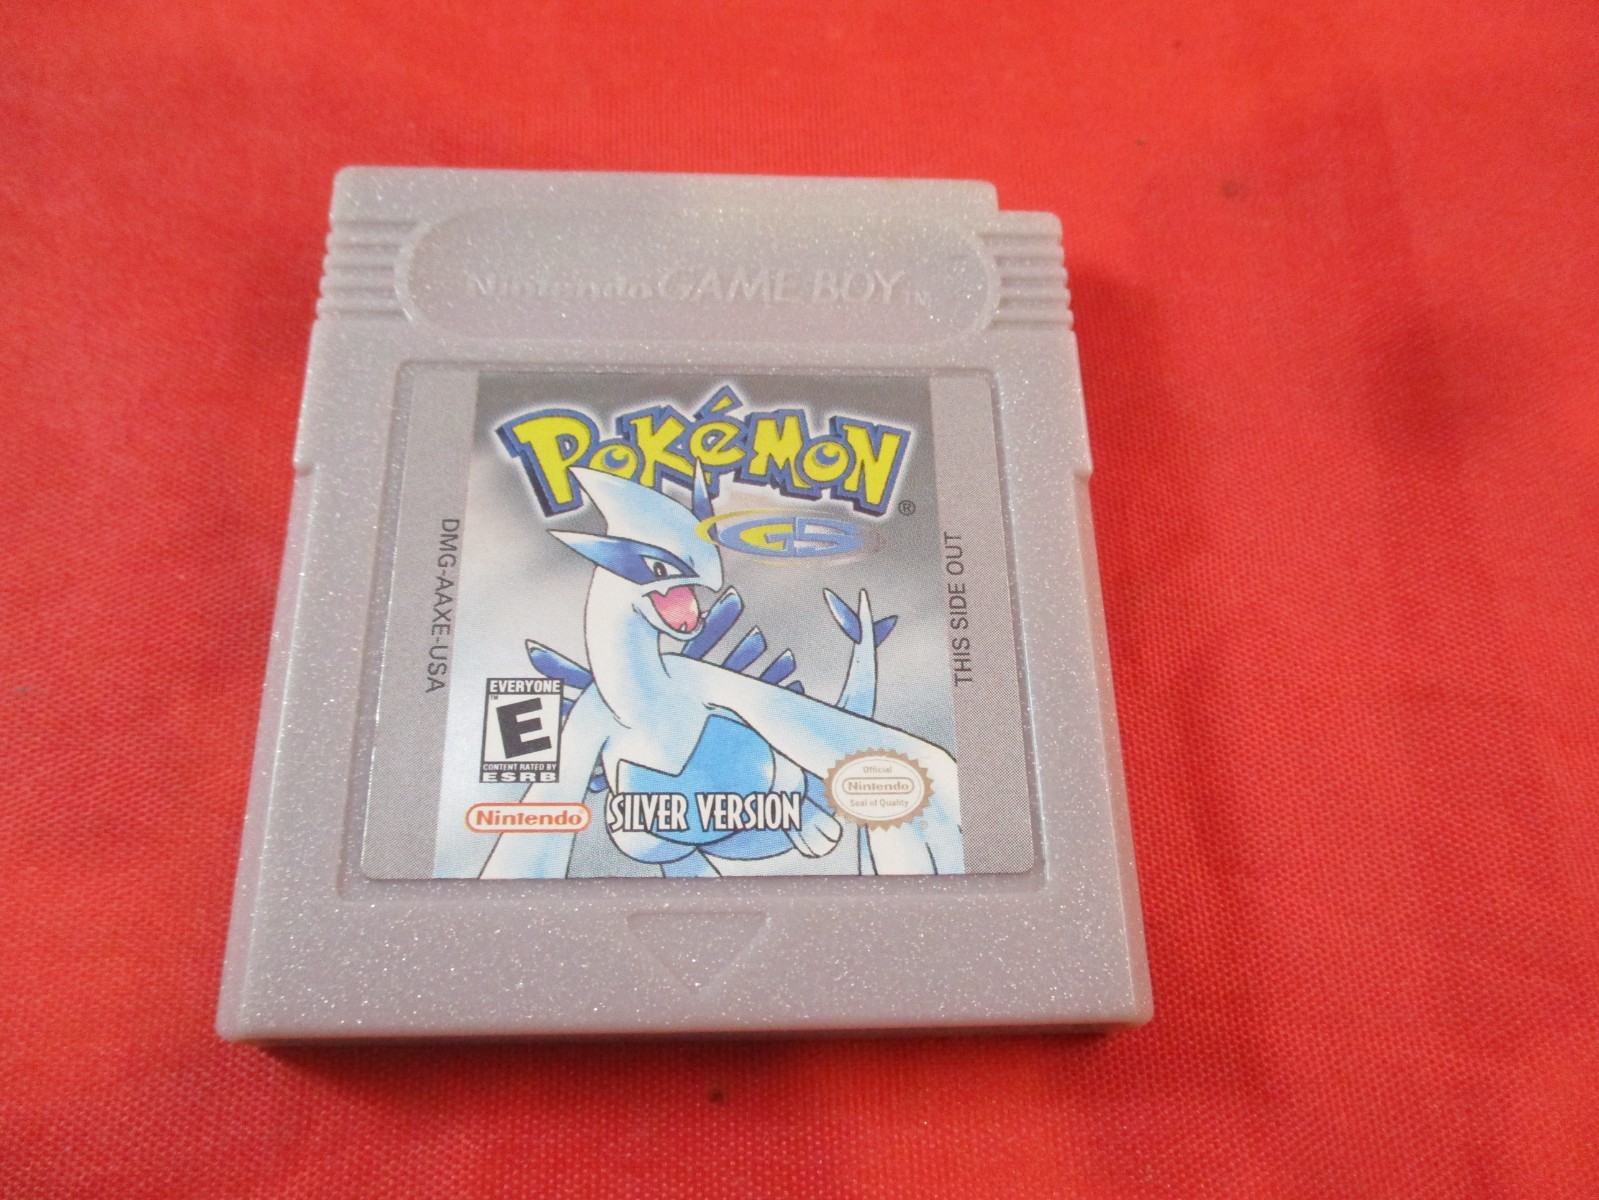 Nintendo GAME BOY TM
POKéMON
®
GS
DMG-AAXE-USA
THIS SIDE OUT
EVERYONE
™
E
CONTENT RATED BY
ESRB
Nintendo
®
SILVER VERSION
Official
Nintendo
Seal of Quality
®